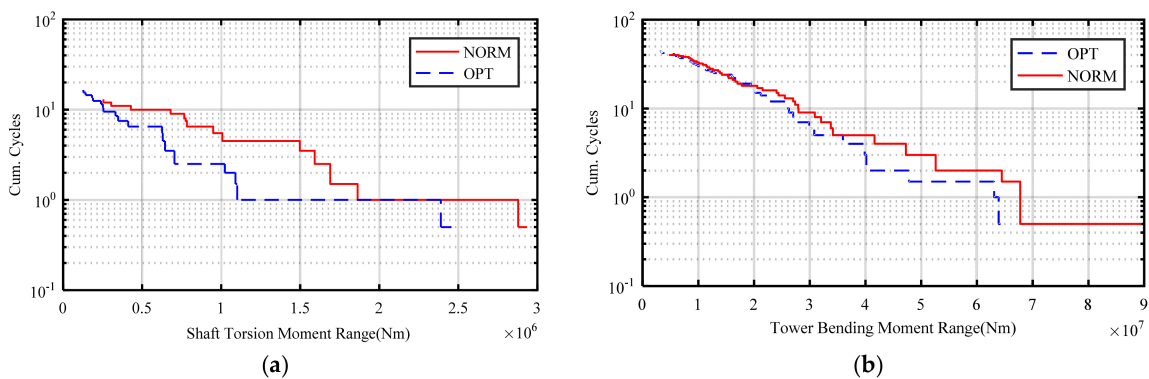 10^2
NORM
OPT
10^1
10^0
10^-1
Cum. Cycles
0 0.5 1 1.5 2 2.5 3
Shaft Torsion Moment Range(Nm)
×10^6
(a)
10^2
OPT
NORM
10^1
10^0
10^-1
Cum. Cycles
0 1 2 3 4 5 6 7 8 9
Tower Bending Moment Range(Nm)
×10^7
(b)